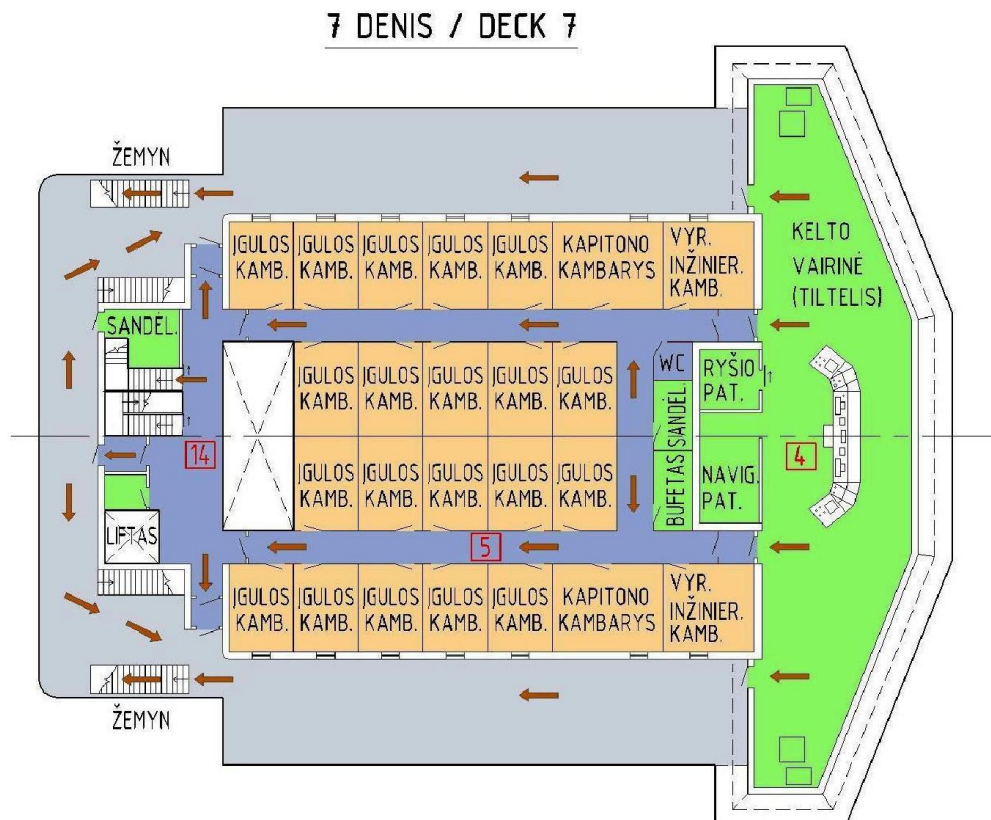 7 DENIS / DECK 7
ŽEMYN
ĮGULOS KAMB.
ĮGULOS KAMB.
ĮGULOS KAMB.
ĮGULOS KAMB.
ĮGULOS KAMB.
KAPITONO KAMBARYS
VYR. INŽINIER. KAMB.
KELTO
VAIRINĖ
(TILTELIS)
SANDĖL.
ĮGULOS KAMB.
ĮGULOS KAMB.
ĮGULOS KAMB.
ĮGULOS KAMB.
ĮGULOS KAMB.
WC
RYŠIO PAT.
SANDĖL.
14
4
ĮGULOS KAMB.
ĮGULOS KAMB.
ĮGULOS KAMB.
ĮGULOS KAMB.
ĮGULOS KAMB.
BUFETAS
NAVIG. PAT.
LIFTAS
5
ĮGULOS KAMB.
ĮGULOS KAMB.
ĮGULOS KAMB.
ĮGULOS KAMB.
ĮGULOS KAMB.
KAPITONO KAMBARYS
VYR. INŽINIER. KAMB.
ŽEMYN